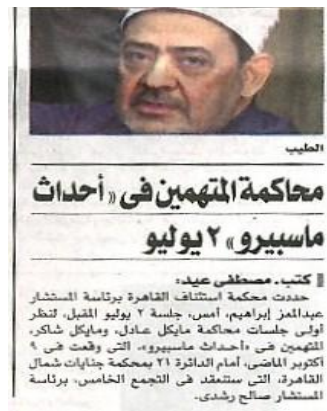 الطيب
محاكمة المتهمين فى «أحداث
ماسبيرو» ٢ يوليو
كتب ـ مصطفى عيد:
حددت محكمة استئناف القاهرة برئاسة المستشار
عبدالمعز إبراهيم، أمس، جلسة ٢ يوليو المقبل، لنظر
أولى جلسات محاكمة مايكل عادل، ومايكل شاكر،
المتهمين فى «أحداث ماسبيرو»، التى وقعت فى ٩
أكتوبر الماضى، أمام الدائرة ٢١ بمحكمة جنايات شمال
القاهرة، التى ستنعقد فى التجمع الخامس، برئاسة
المستشار صالح رشدى.